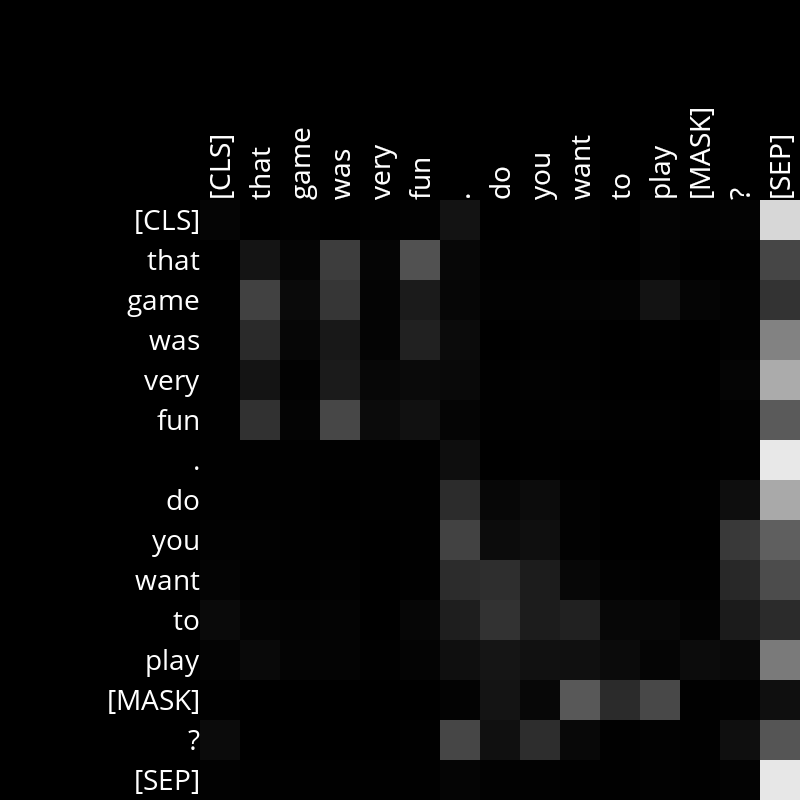 [CLS] that game was very fun . do you want to play [MASK] ? [SEP]
[CLS]
that
game
was
very
fun
.
do
you
want
to
play
[MASK]
?
[SEP]